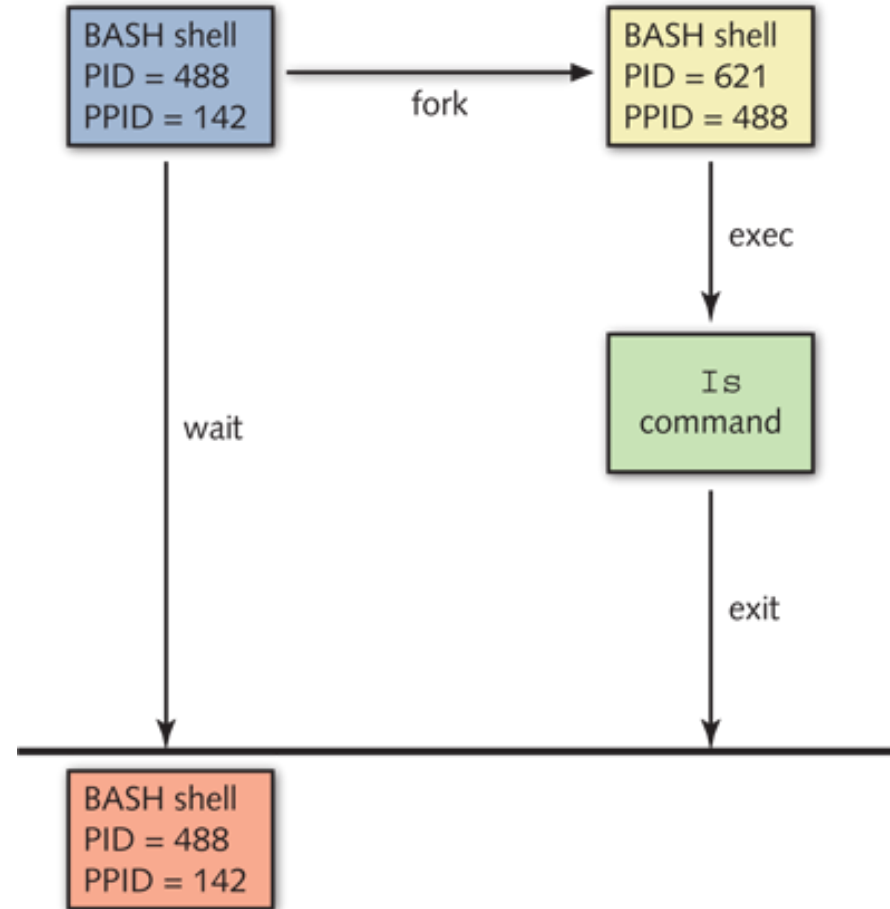 BASH shell
PID = 488
PPID = 142
fork
BASH shell
PID = 621
PPID = 488
exec
Is
command
wait
exit
BASH shell
PID = 488
PPID = 142